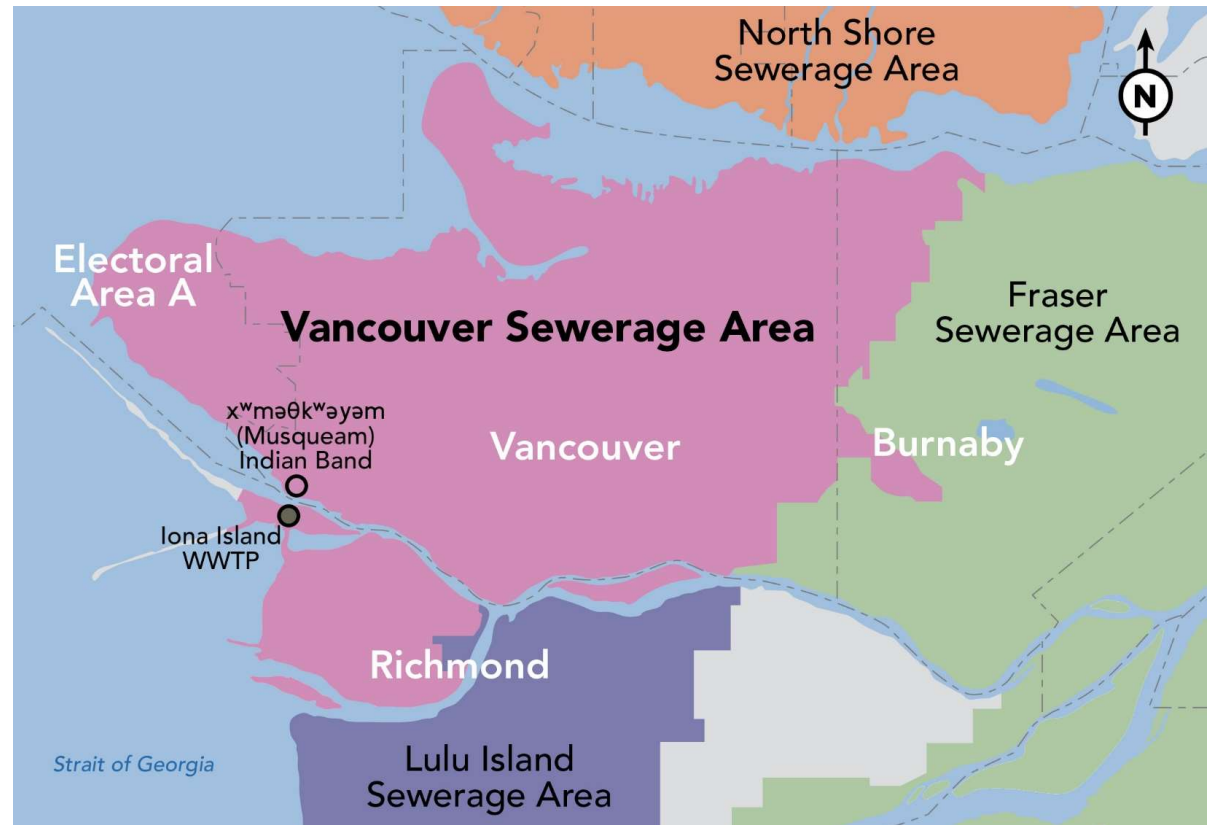 North Shore
Sewerage Area
N
Electoral
Area A
Fraser
Sewerage Area
Vancouver Sewerage Area
xʷməθkʷəy̓əm
(Musqueam)
Indian Band
Vancouver
Burnaby
Iona Island
WWTP
Richmond
Strait of Georgia
Lulu Island
Sewerage Area